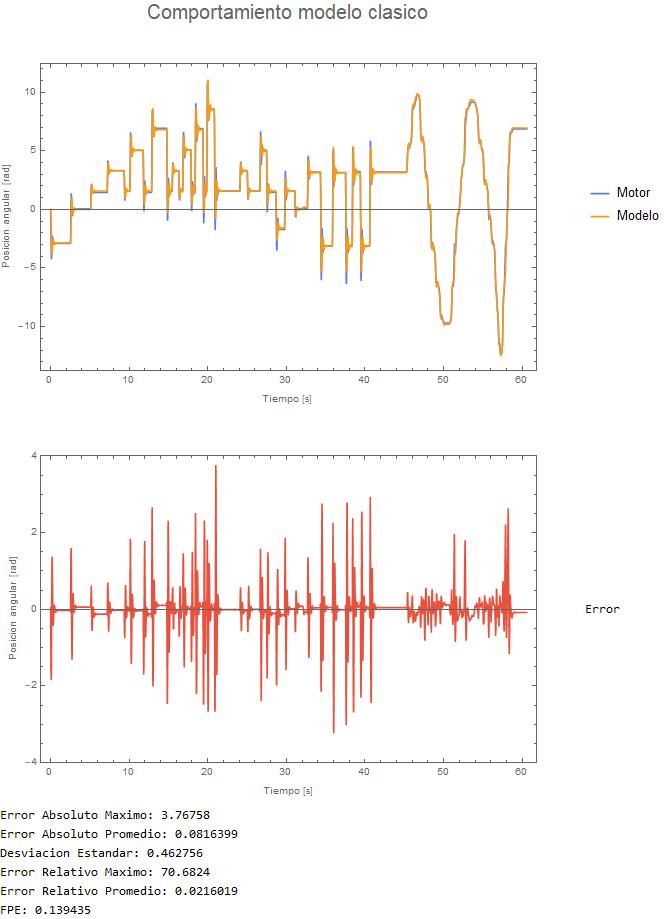 Comportamiento modelo clasico
Posicion angular [rad]
10
5
0
−5
−10
0 10 20 30 40 50 60
Tiempo [s]
Motor
Modelo
Posicion angular [rad]
4
2
0
−2
−4
0 10 20 30 40 50 60
Tiempo [s]
Error
Error Absoluto Maximo: 3.76758
Error Absoluto Promedio: 0.0816399
Desviacion Estandar: 0.462756
Error Relativo Maximo: 70.6824
Error Relativo Promedio: 0.0216019
FPE: 0.139435